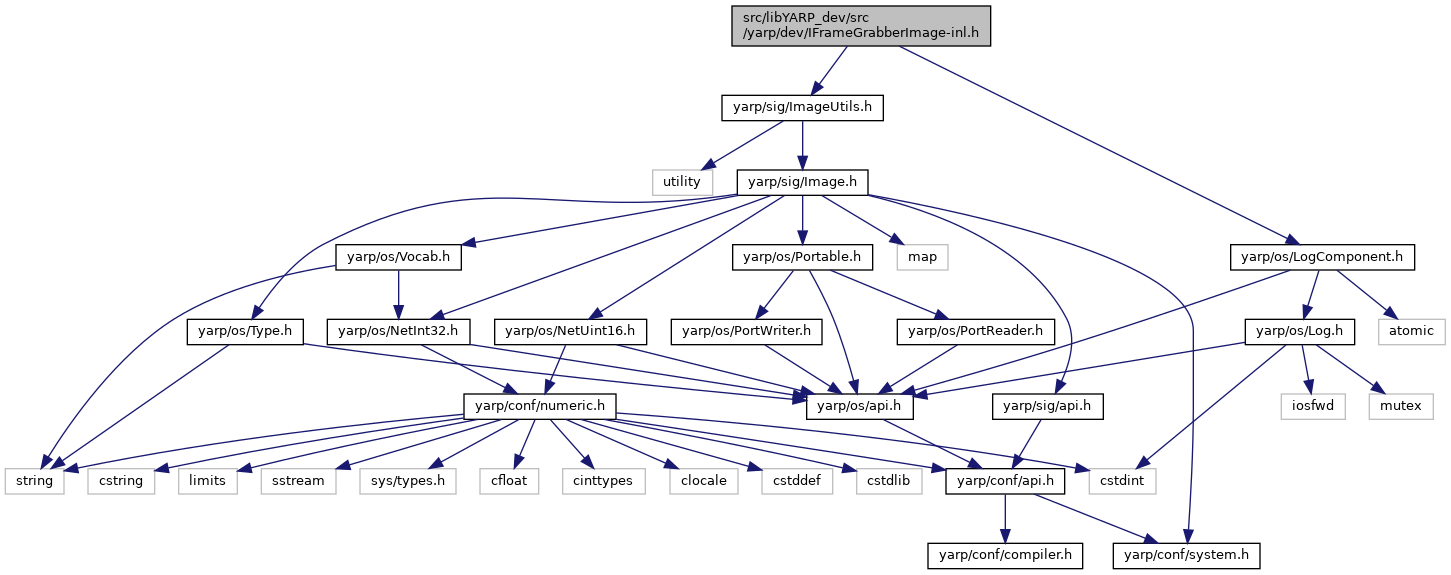 src/libYARP_dev/src
/yarp/dev/IFrameGrabberImage-inl.h
yarp/sig/ImageUtils.h
utility
yarp/sig/Image.h
yarp/os/Vocab.h
yarp/os/Portable.h
map
yarp/os/LogComponent.h
yarp/os/Type.h
yarp/os/NetInt32.h
yarp/os/NetUint16.h
yarp/os/PortWriter.h
yarp/os/PortReader.h
yarp/os/Log.h
atomic
yarp/conf/numeric.h
yarp/os/api.h
yarp/sig/api.h
iosfwd
mutex
string
cstring
limits
sstream
sys/types.h
cfloat
cinttypes
clocale
cstddef
cstdlib
yarp/conf/api.h
cstdint
yarp/conf/compiler.h
yarp/conf/system.h